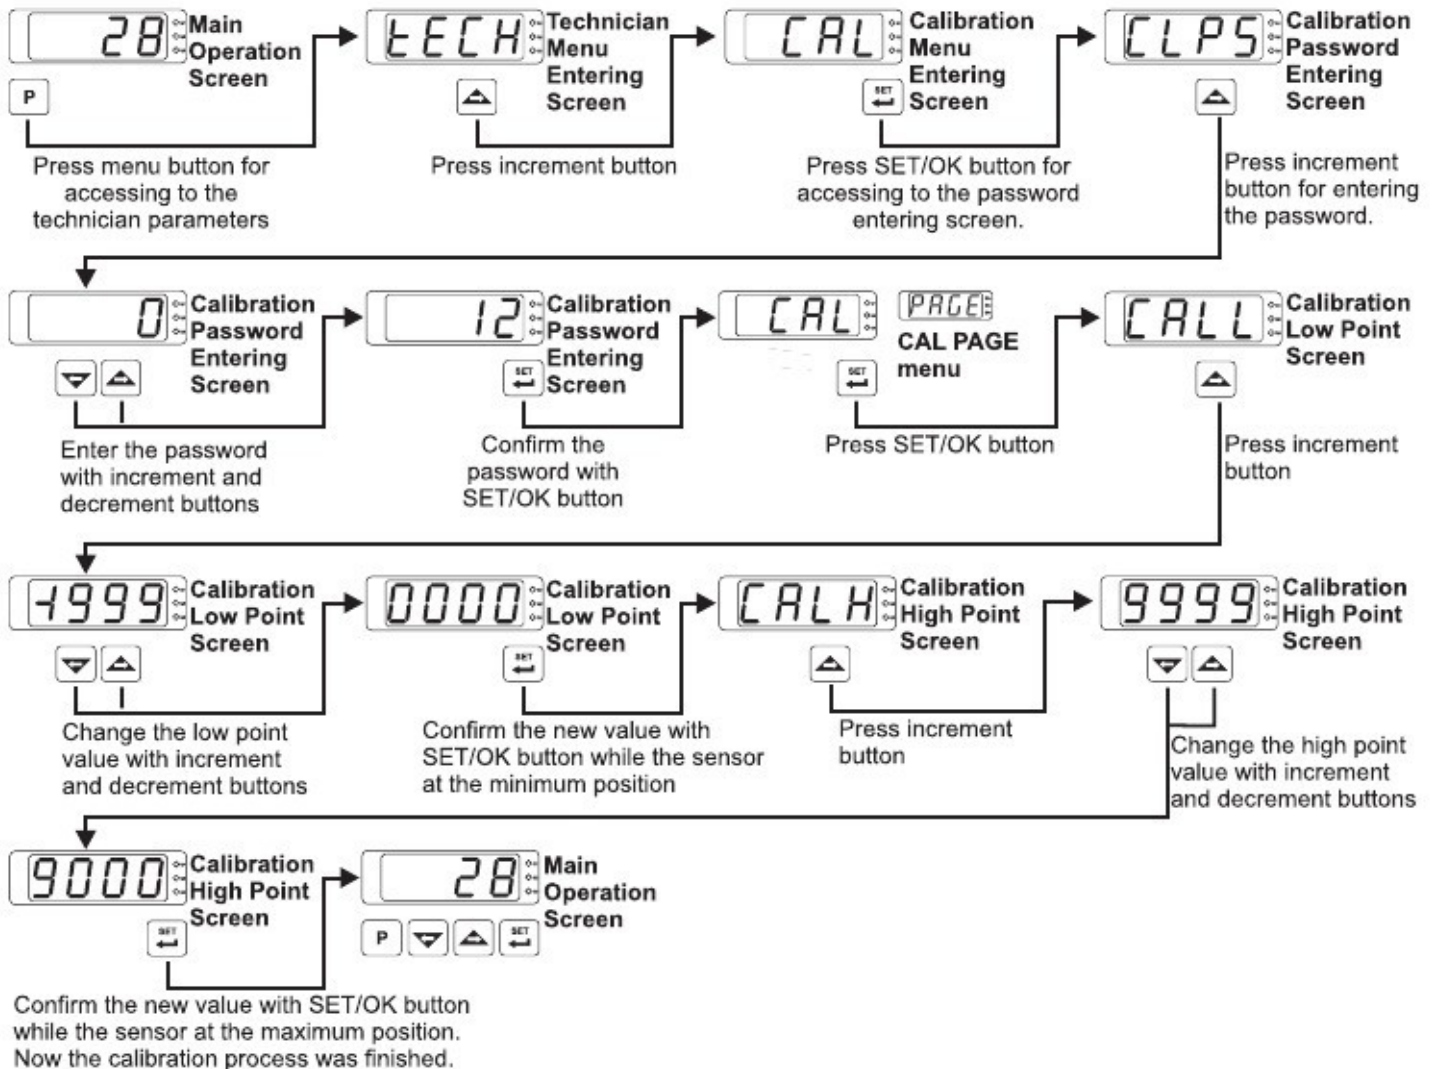 28
Main
Operation
Screen
P
Press menu button for
accessing to the
technician parameters
tECH
Technician
Menu
Entering
Screen
Press increment button
CAL
Calibration
Menu
Entering
Screen
SET
Press SET/OK button for
accessing to the password
entering screen.
CLPS
Calibration
Password
Entering
Screen
Press increment
button for entering
the password.
0
Calibration
Password
Entering
Screen
Enter the password
with increment and
decrement buttons
12
Calibration
Password
Entering
Screen
SET
Confirm the
password with
SET/OK button
CAL
PAGE
CAL PAGE
menu
SET
Press SET/OK button
CALL
Calibration
Low Point
Screen
Press increment
button
-1999
Calibration
Low Point
Screen
Change the low point
value with increment
and decrement buttons
0000
Calibration
Low Point
Screen
SET
Confirm the new value with
SET/OK button while the sensor
at the minimum position
CALH
Calibration
High Point
Screen
Press increment
button
9999
Calibration
High Point
Screen
Change the high point
value with increment
and decrement buttons
9000
Calibration
High Point
Screen
SET
Confirm the new value with SET/OK button
while the sensor at the maximum position.
Now the calibration process was finished.
28
Main
Operation
Screen
P
SET